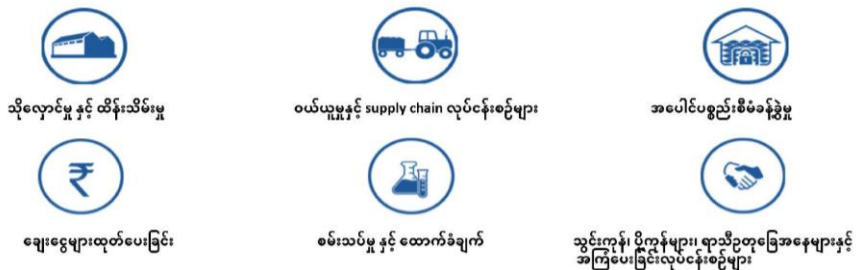 သိုလှောင်မှု နှင့် ထိန်းသိမ်းမှု
ဝယ်ယူမှုနှင့် supply chain လုပ်ငန်းစဉ်များ
အပေါင်ပစ္စည်းစီမံခန့်ခွဲမှု
₹
ချေးငွေများထုတ်ပေးခြင်း
စမ်းသပ်မှု နှင့် ထောက်ခံချက်
သွင်းကုန်၊ ပို့ကုန်များ၊ ရာသီဥတုခြေအနေများနှင့်
အကြံပေးခြင်းလုပ်ငန်းစဉ်များ